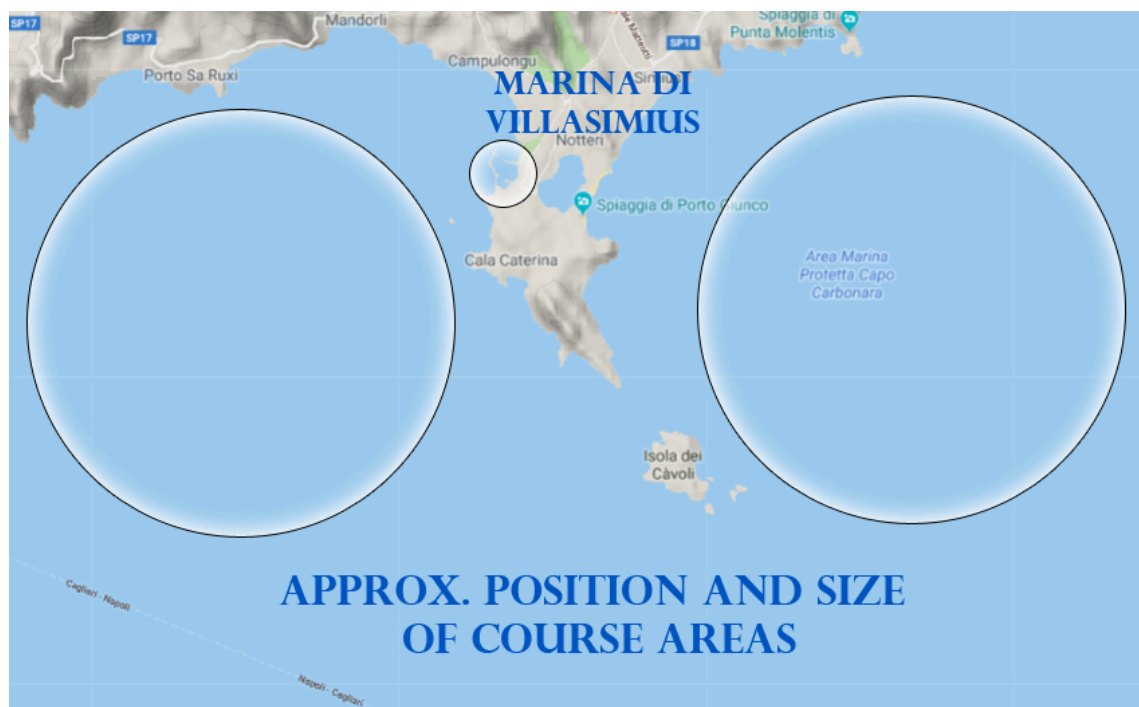 SP17
Mandorli
SP17
Porto Sa Ruxi
Campulongu
SP18
Spiaggia di
Punta Molentis
MARINA DI
VILLASIMIUS
Notteri
Spiaggia di Porto Giunco
Cala Caterina
Area Marina
Protetta Capo
Carbonara
Isola dei
Càvoli
APPROX. POSITION AND SIZE
OF COURSE AREAS
Cagliari - Napoli
Napoli - Cagliari